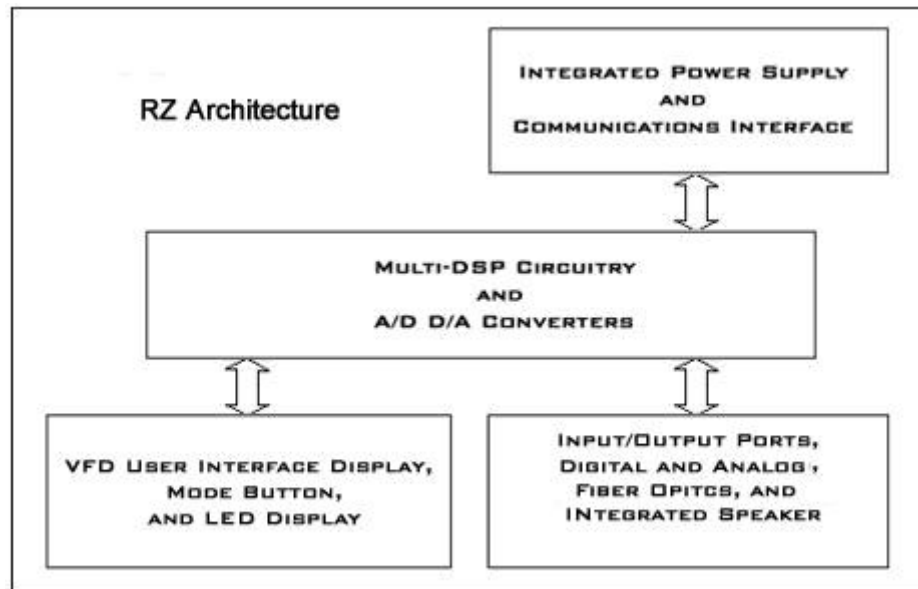 RZ Architecture
INTEGRATED POWER SUPPLY
AND
COMMUNICATIONS INTERFACE
MULTI-DSP CIRCUITRY
AND
A/D D/A CONVERTERS
VFD USER INTERFACE DISPLAY,
MODE BUTTON,
AND LED DISPLAY
INPUT/OUTPUT PORTS,
DIGITAL AND ANALOG,
FIBER OPITCS, AND
INTEGRATED SPEAKER